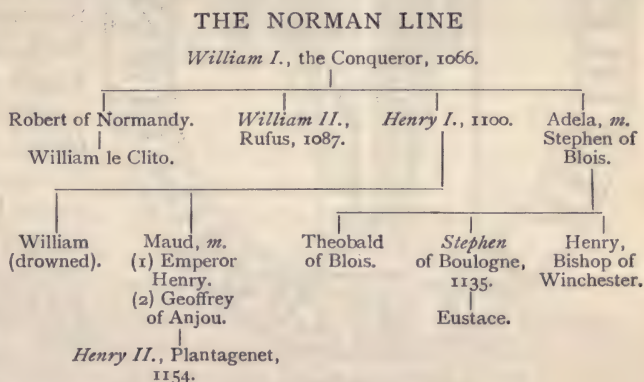 THE NORMAN LINE
William I., the Conqueror, 1066.
Robert of Normandy.
William le Clito.
William II.,
Rufus, 1087.
Henry I., 1100.
Adela, m.
Stephen of
Blois.
William
(drowned).
Maud, m.
(1) Emperor
Henry.
(2) Geoffrey
of Anjou.
Henry II., Plantagenet,
1154.
Theobald
of Blois.
Stephen
of Boulogne,
1135.
Eustace.
Henry,
Bishop of
Winchester.